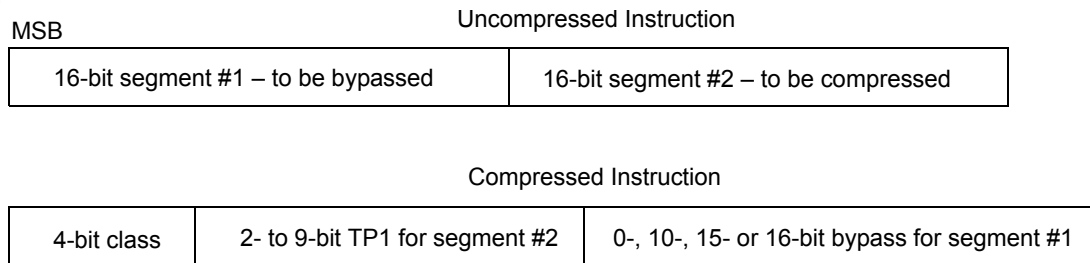 Uncompressed Instruction
MSB
16-bit segment #1 – to be bypassed
16-bit segment #2 – to be compressed
Compressed Instruction
4-bit class
2- to 9-bit TP1 for segment #2
0-, 10-, 15- or 16-bit bypass for segment #1